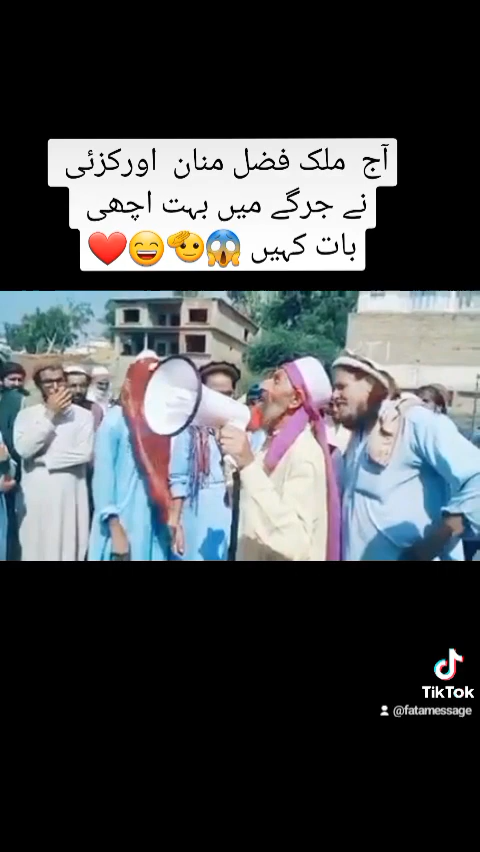 آج ملک فضل منان اورکزئی
نے جرگے میں بہت اچھی
بات کہیں 😱🫡😄❤️
TikTok
@fatamessage